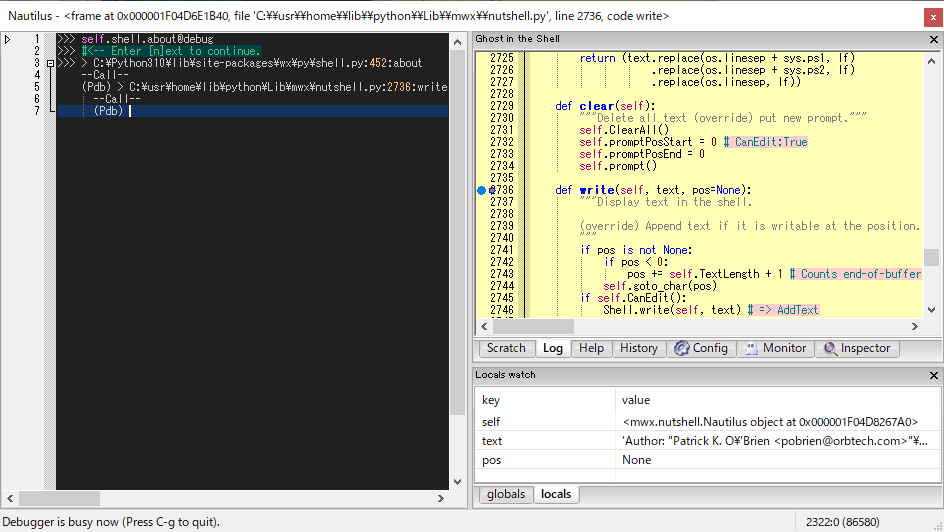 Nautilus - <frame at 0x000001F04D6E1B40, file 'C:¥¥usr¥¥home¥¥lib¥¥python¥¥Lib¥¥mwx¥¥nutshell.py', line 2736, code write>
1 >>> self.shell.about@debug
2 >>> #<-- Enter [n]ext to continue.
3 >>> > C:¥Python310¥lib¥site-packages¥wx¥py¥shell.py:452:about
4 --Call--
5 (Pdb) > C:¥usr¥home¥lib¥python¥Lib¥mwx¥nutshell.py:2736:write
6 --Call--
7 (Pdb)
Ghost in the Shell
2725 return (text.replace(os.linesep + sys.ps1, lf)
2726 .replace(os.linesep + sys.ps2, lf)
2727 .replace(os.linesep, lf))
2728
2729 def clear(self):
2730 """Delete all text (override) put new prompt."""
2731 self.ClearAll()
2732 self.promptPosStart = 0 # CanEdit:True
2733 self.promptPosEnd = 0
2734 self.prompt()
2735
2736 def write(self, text, pos=None):
2737 """Display text in the shell.
2738
2739 (override) Append text if it is writable at the position.
2740 """
2741 if pos is not None:
2742 if pos < 0:
2743 pos += self.TextLength + 1 # Counts end-of-buffer
2744 self.goto_char(pos)
2745 if self.CanEdit():
2746 Shell.write(self, text) # => AddText
Scratch Log Help History Config Monitor Inspector
Locals watch
key value
self <mwx.nutshell.Nautilus object at 0x000001F04D8267A0>
text 'Author: "Patrick K. O¥'Brien <pobrien@orbtech.com>"¥...
pos None
globals locals
Debugger is busy now (Press C-g to quit). 2322:0 (86580)